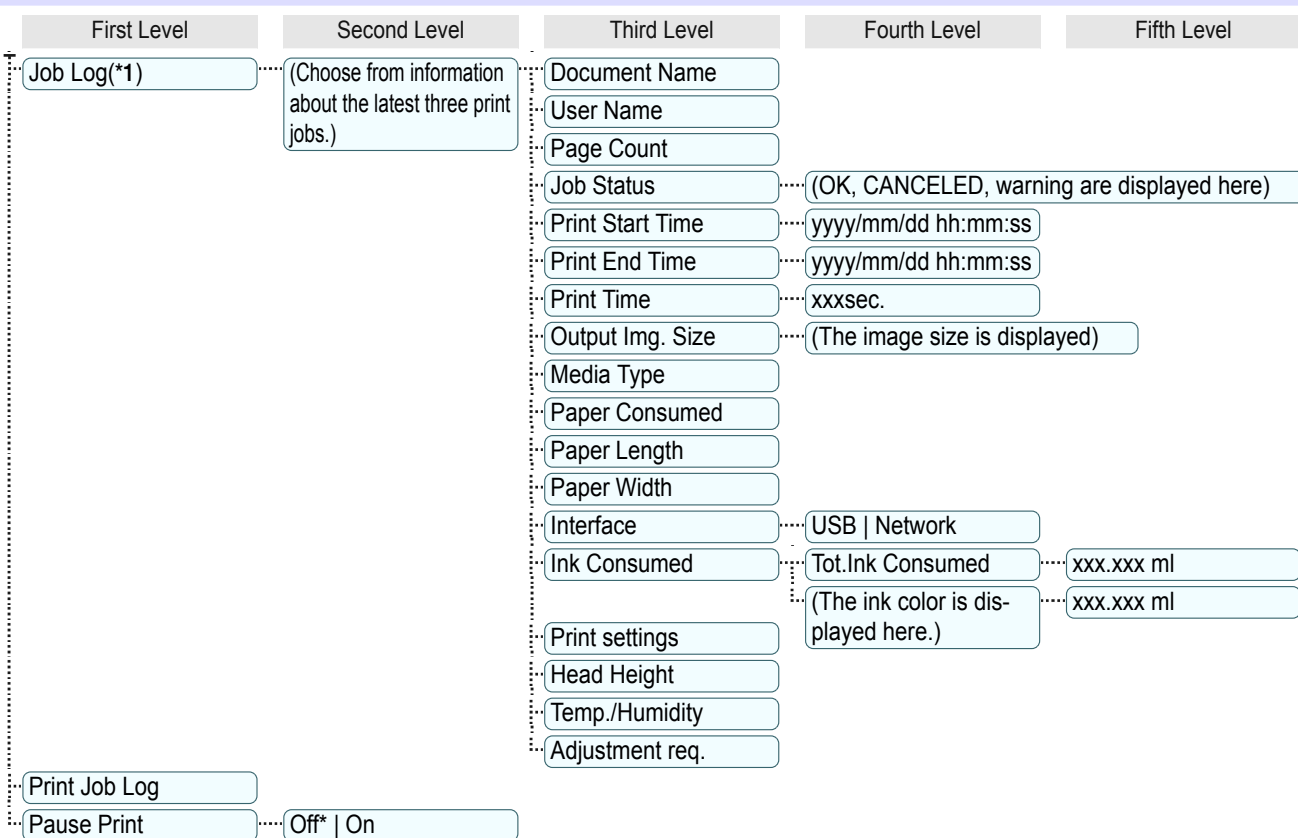 First Level Second Level Third Level Fourth Level Fifth Level
Job Log(*1) (Choose from information Document Name
about the latest three print
jobs.)
User Name
Page Count
Job Status (OK, CANCELED, warning are displayed here)
Print Start Time yyyy/mm/dd hh:mm:ss
Print End Time yyyy/mm/dd hh:mm:ss
Print Time xxxsec.
Output Img. Size (The image size is displayed)
Media Type
Paper Consumed
Paper Length
Paper Width
Interface USB | Network
Ink Consumed Tot.Ink Consumed xxx.xxx ml
(The ink color is dis- xxx.xxx ml
played here.)
Print settings
Head Height
Temp./Humidity
Adjustment req.
Print Job Log
Pause Print Off* | On